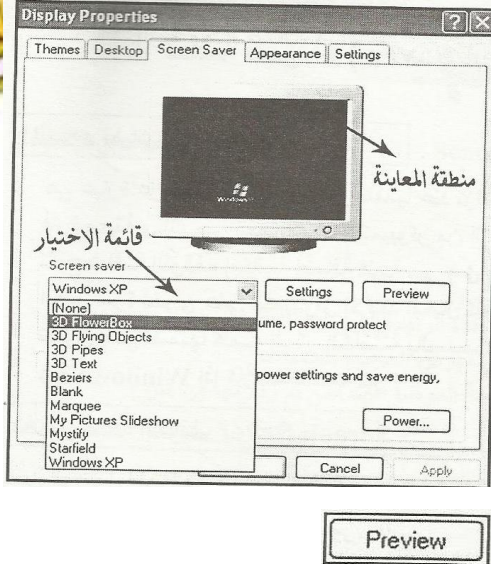 Display Properties
Themes Desktop Screen Saver Appearance Settings
منطقة المعاينة
Windows
قائمة الاختيار
Screen saver
Windows XP Settings Preview
(None)
3D FlowerBox ume, password protect
3D Flying Objects
3D Pipes
3D Text
Beziers power settings and save energy,
Blank
Marquee
My Pictures Slideshow Power...
Mystify
Starfield
Windows XP
Cancel Apply
Preview